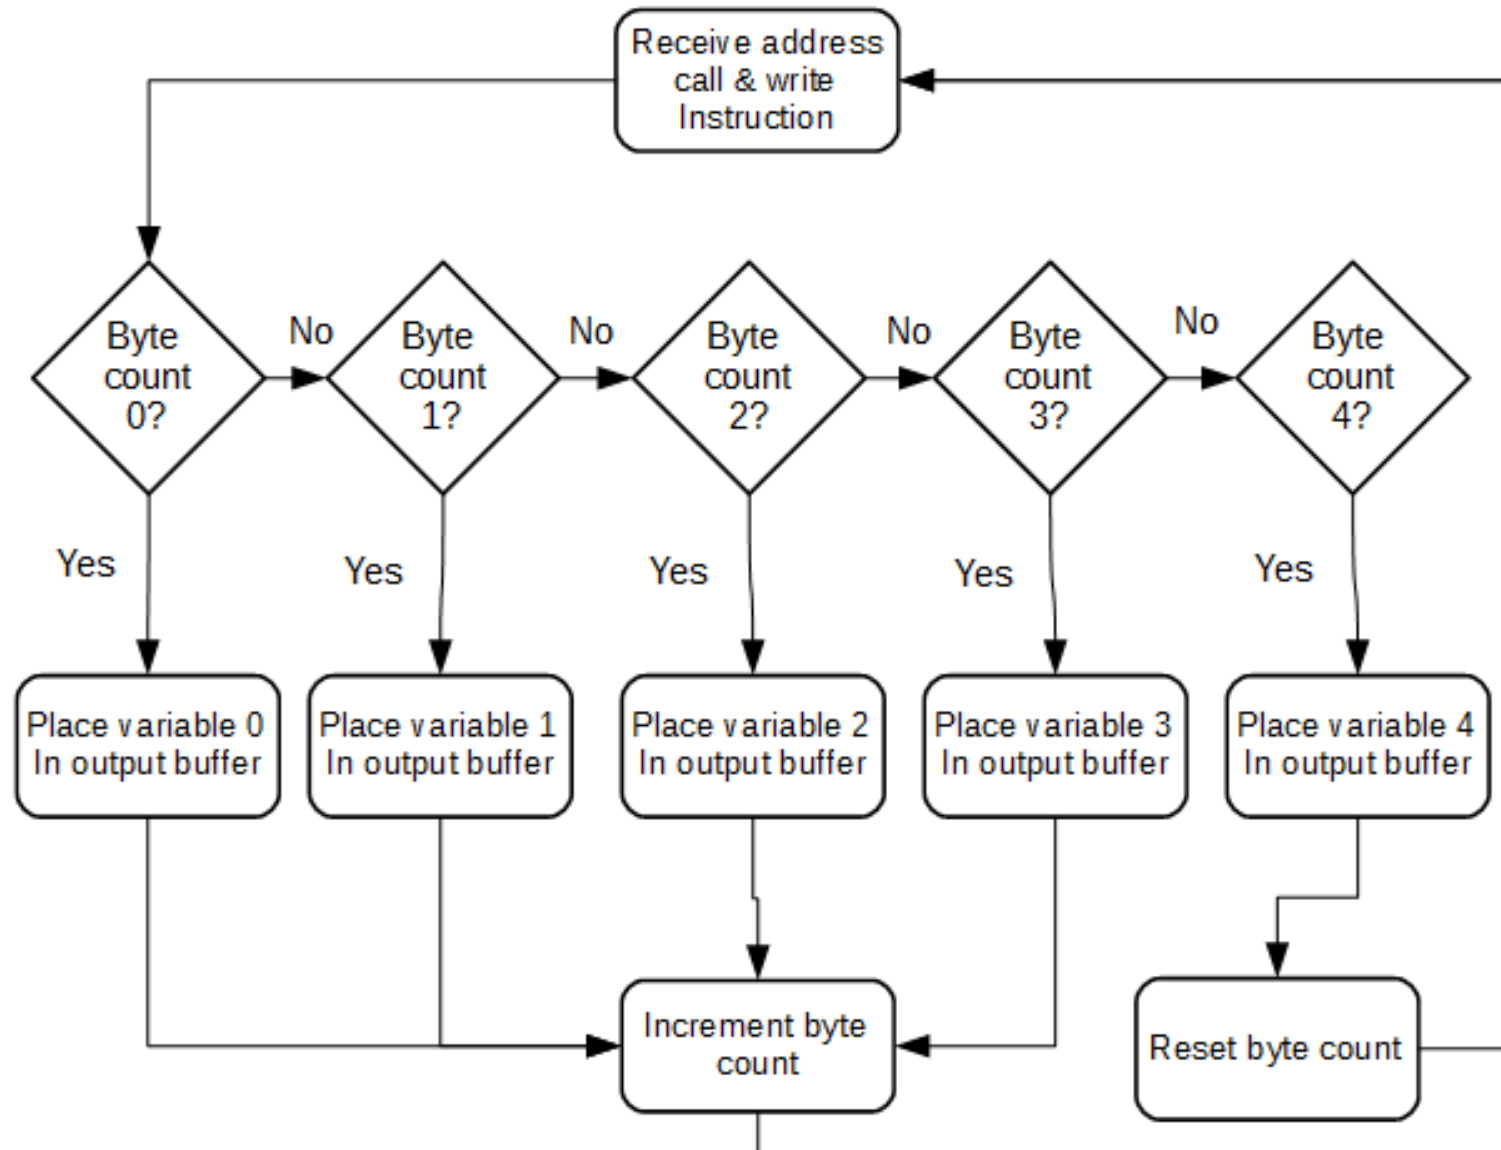 Receive address
call & write
Instruction
Byte
count
0?
No
Byte
count
1?
No
Byte
count
2?
No
Byte
count
3?
No
Byte
count
4?
Yes
Yes
Yes
Yes
Yes
Place variable 0
In output buffer
Place variable 1
In output buffer
Place variable 2
In output buffer
Place variable 3
In output buffer
Place variable 4
In output buffer
Increment byte
count
Reset byte count